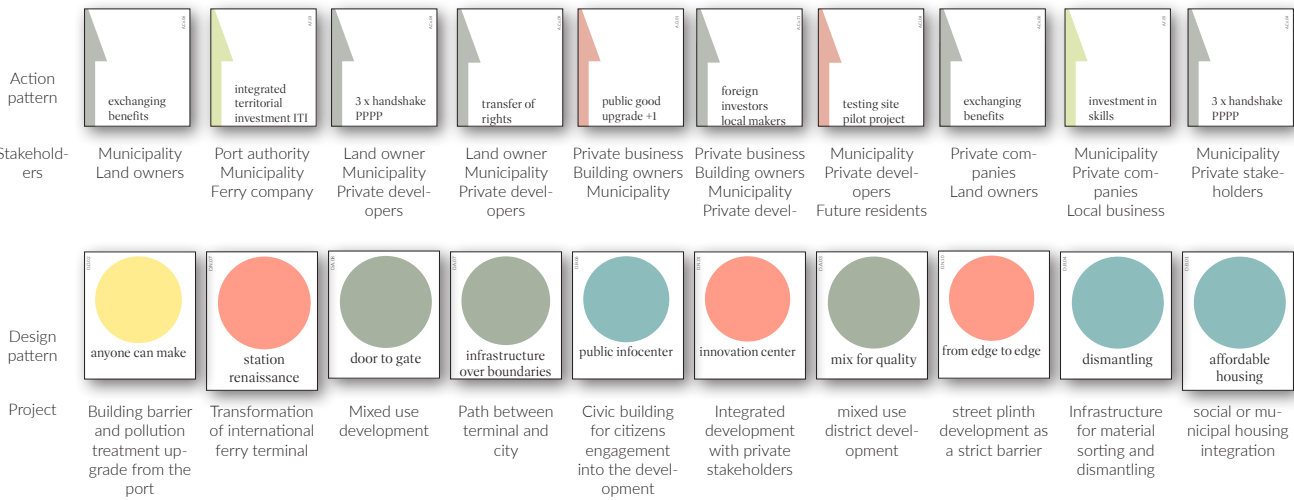 Action
pattern
exchanging
benefits
integrated
territorial
investment ITI
3 x handshake
PPPP
transfer of
rights
public good
upgrade +1
foreign
investors
local makers
testing site
pilot project
exchanging
benefits
investment in
skills
3 x handshake
PPPP
Stakehold-
ers
Municipality
Land owners
Port authority
Municipality
Ferry company
Land owner
Municipality
Private devel-
opers
Land owner
Municipality
Private devel-
opers
Private business
Building owners
Municipality
Private business
Building owners
Municipality
Private devel-
Municipality
Private devel-
opers
Future residents
Private com-
panies
Land owners
Municipality
Private com-
panies
Local business
Municipality
Private stake-
holders
Design
pattern
anyone can make
station
renaissance
door to gate
infrastructure
over boundaries
public infocenter
innovation center
mix for quality
from edge to edge
dismantling
affordable
housing
Project
Building barrier
and pollution
treatment up-
grade from the
port
Transformation
of international
ferry terminal
Mixed use
development
Path between
terminal and
city
Civic building
for citizens
engagement
into the devel-
opment
Integrated
development
with private
stakeholders
mixed use
district devel-
opment
street plinth
development as
a strict barrier
Infrastructure
for material
sorting and
dismantling
social or mu-
nicipal housing
integration